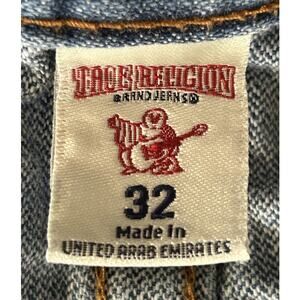 TRUE RELIGION
BRAND JEANS®
32
Made in
UNITED ARAB EMIRATES